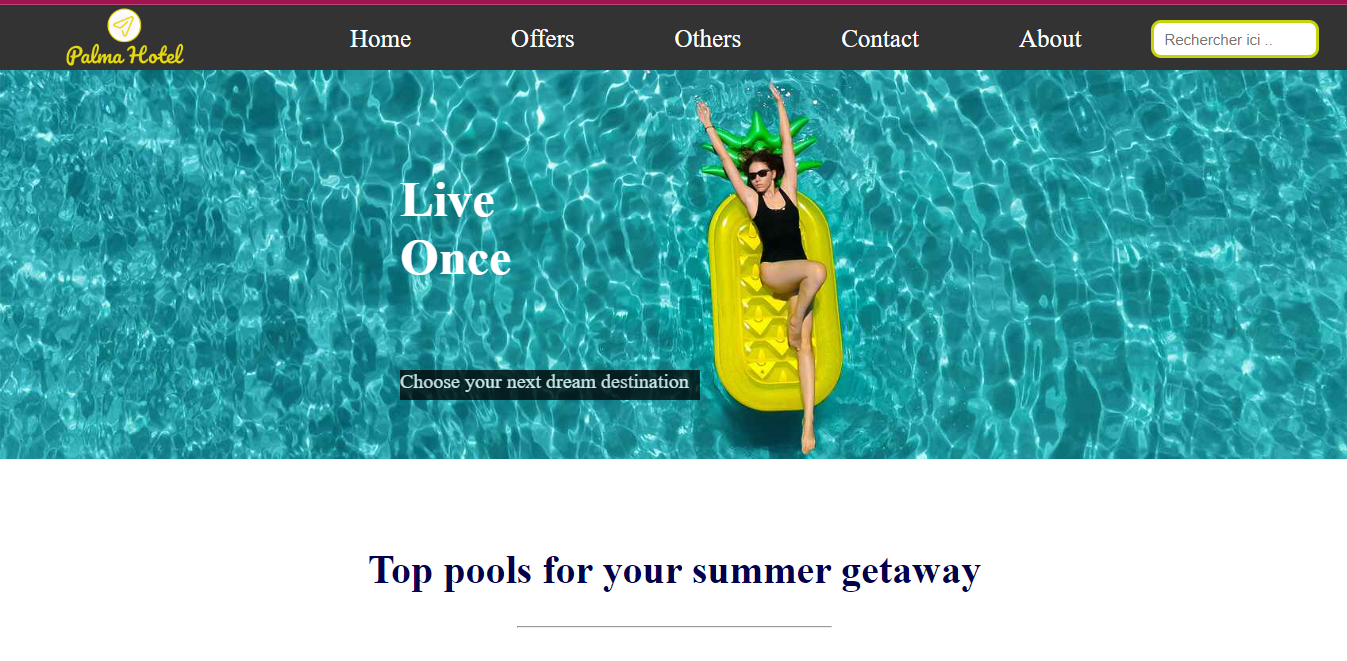 Palma Hotel
Home Offers Others Contact About Rechercher ici ..
Live
Once
Choose your next dream destination
Top pools for your summer getaway